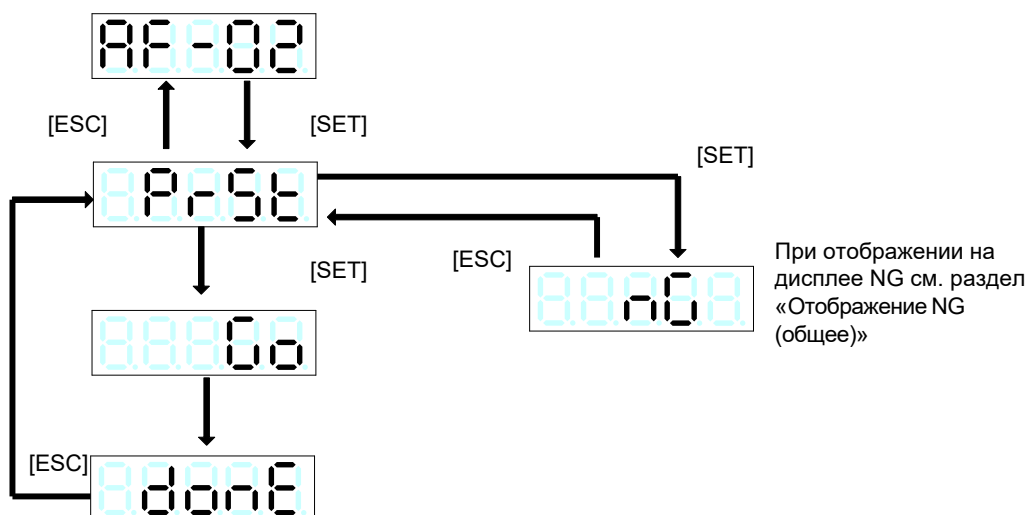 AF-02
[ESC]
[SET]
[SET]
PrSt
[ESC]
[SET]
nG
При отображении на
дисплее NG см. раздел
«Отображение NG
(общее)»
Go
[ESC]
donE